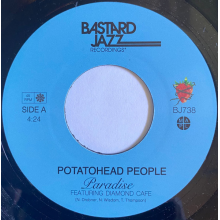 BASTARD
JAZZ
RECORDINGS
SIDE A
4:24
BJ738
POTATOHEAD PEOPLE
Paradise
FEATURING DIAMOND CAFE